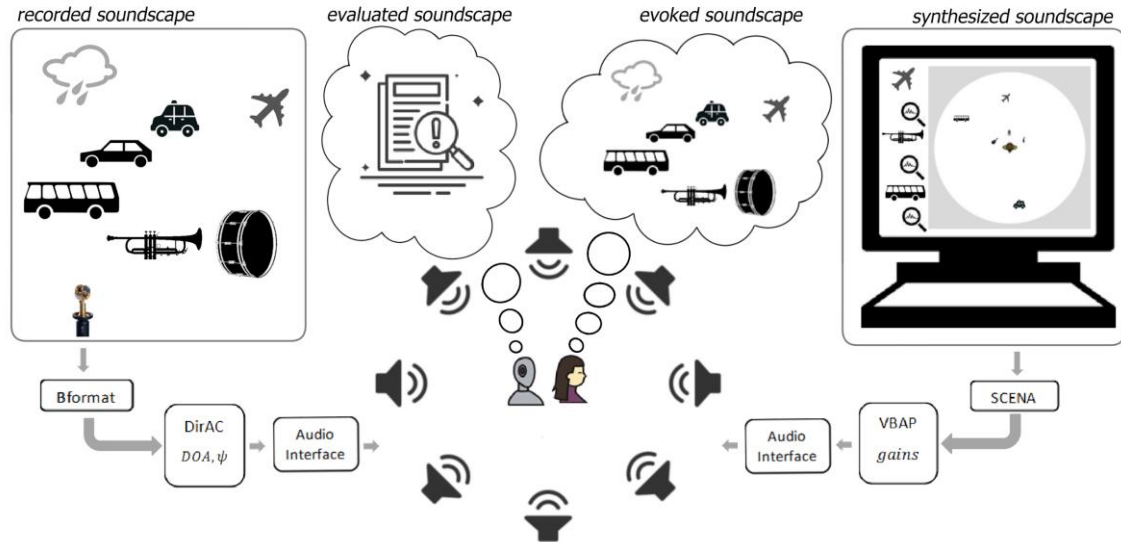 recorded soundscape
evaluated soundscape
evoked soundscape
synthesized soundscape
Bformat
DirAC
DOA, ψ
Audio
Interface
Audio
Interface
VBAP
gains
SCENA